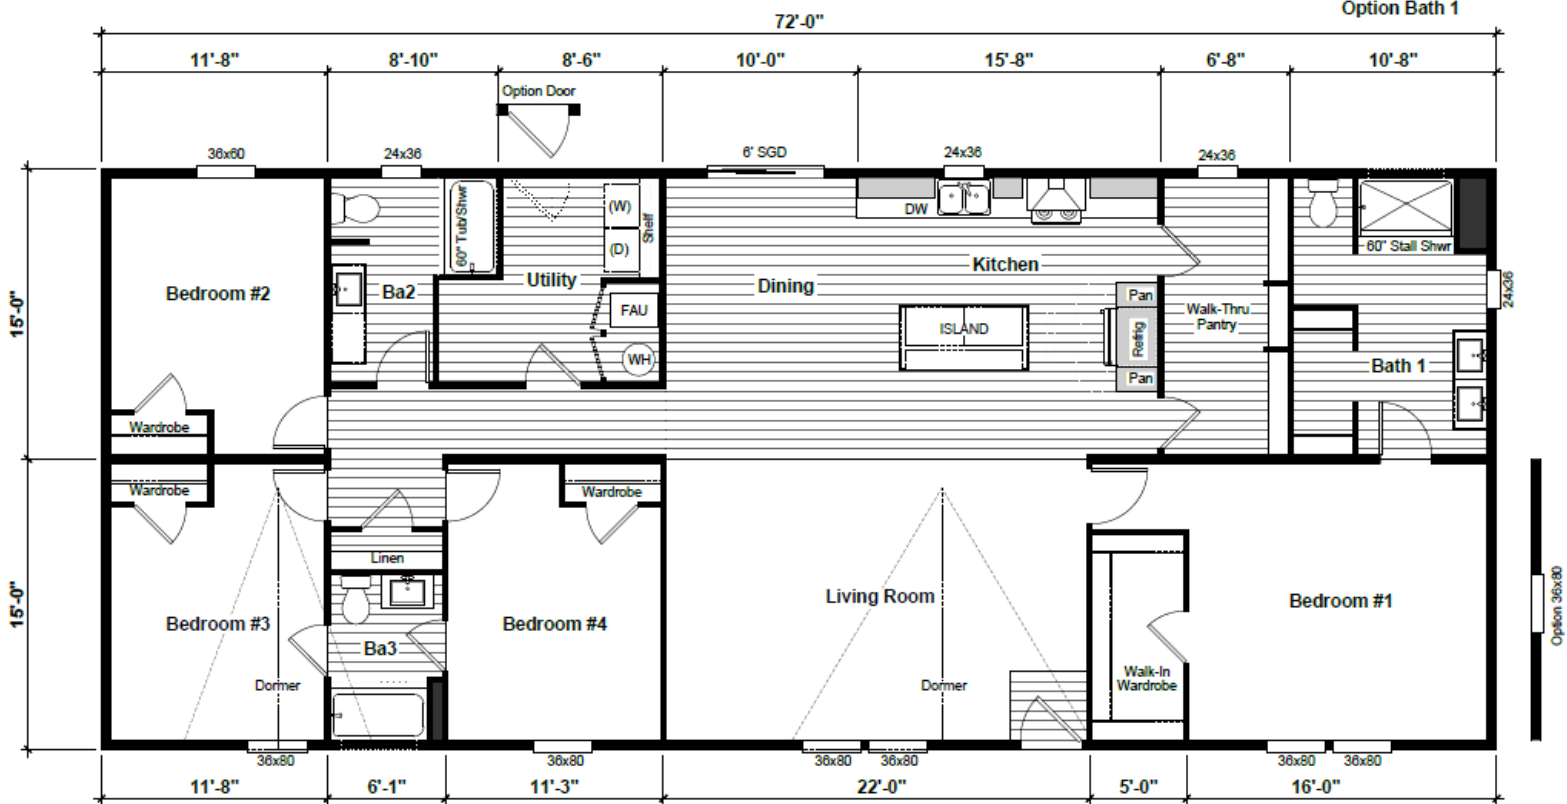 Option Bath 1
72'-0"
11'-8"
8'-10"
8'-6"
10'-0"
15'-8"
6'-8"
10'-8"
Option Door
36x60
24x36
6' SGD
24x36
24x36
60" Tub/Shwr
(W)
(D)
Shelf
DW
60" Stall Shwr
15'-0"
Bedroom #2
Ba2
Utility
Dining
Kitchen
24x36
FAU
WH
ISLAND
Pan
Refrig
Pan
Walk-Thru
Pantry
Bath 1
Wardrobe
Wardrobe
Wardrobe
Linen
15'-0"
Bedroom #3
Ba3
Bedroom #4
Living Room
Bedroom #1
Option 36x80
Dormer
Dormer
Walk-In
Wardrobe
36x80
36x80
36x80
36x80
36x80
36x80
11'-8"
6'-1"
11'-3"
22'-0"
5'-0"
16'-0"